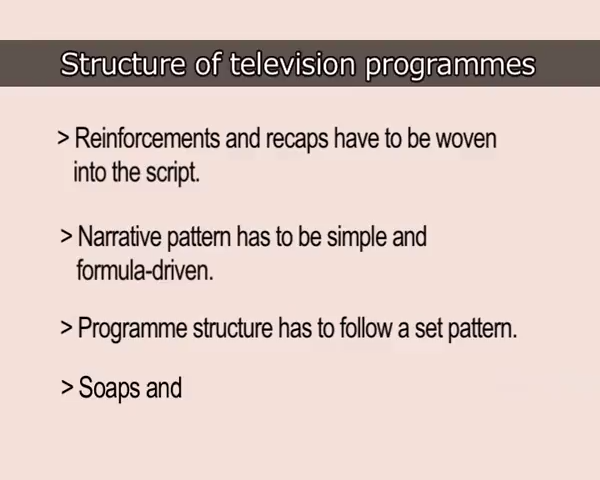 Structure of television programmes
> Reinforcements and recaps have to be woven
into the script.
> Narrative pattern has to be simple and
formula-driven.
> Programme structure has to follow a set pattern.
> Soaps and